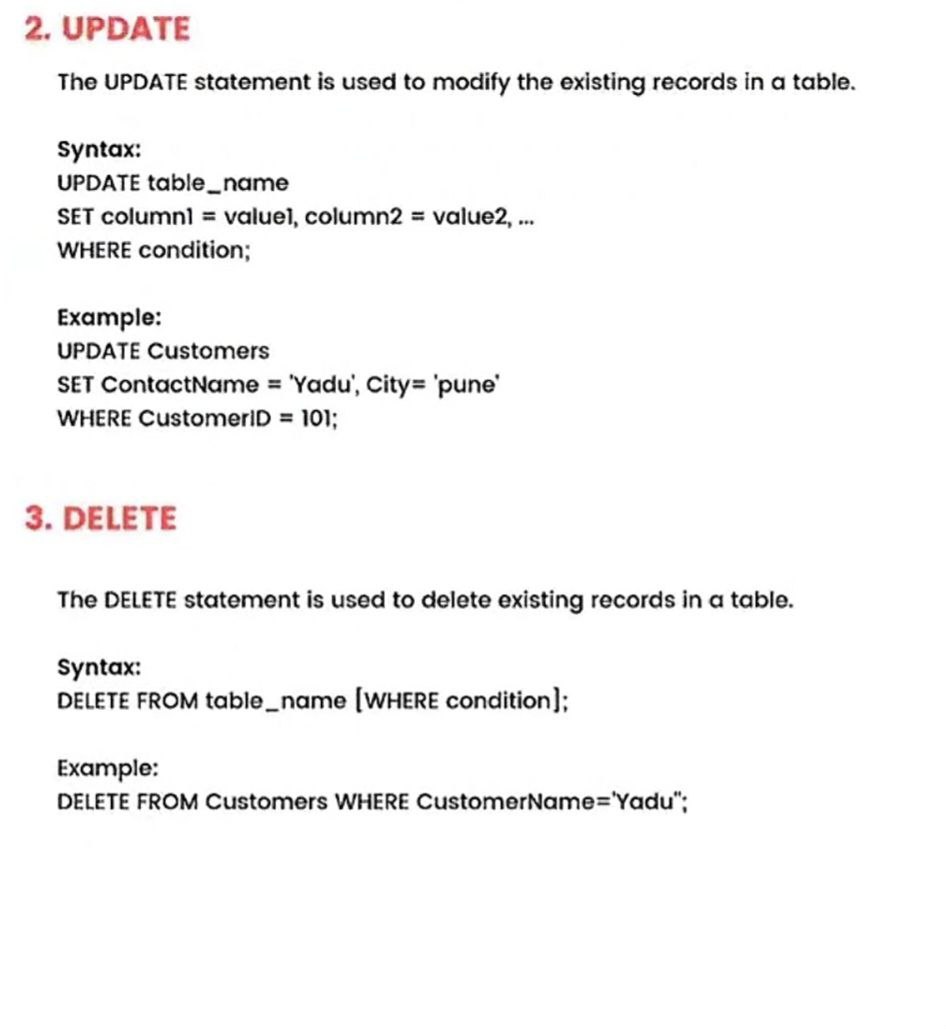 2. UPDATE
The UPDATE statement is used to modify the existing records in a table.
Syntax:
UPDATE table_name
SET column1 = value1, column2 = value2, ...
WHERE condition;
Example:
UPDATE Customers
SET ContactName = 'Yadu', City= 'pune'
WHERE CustomerID = 101;
3. DELETE
The DELETE statement is used to delete existing records in a table.
Syntax:
DELETE FROM table_name [WHERE condition];
Example:
DELETE FROM Customers WHERE CustomerName='Yadu";